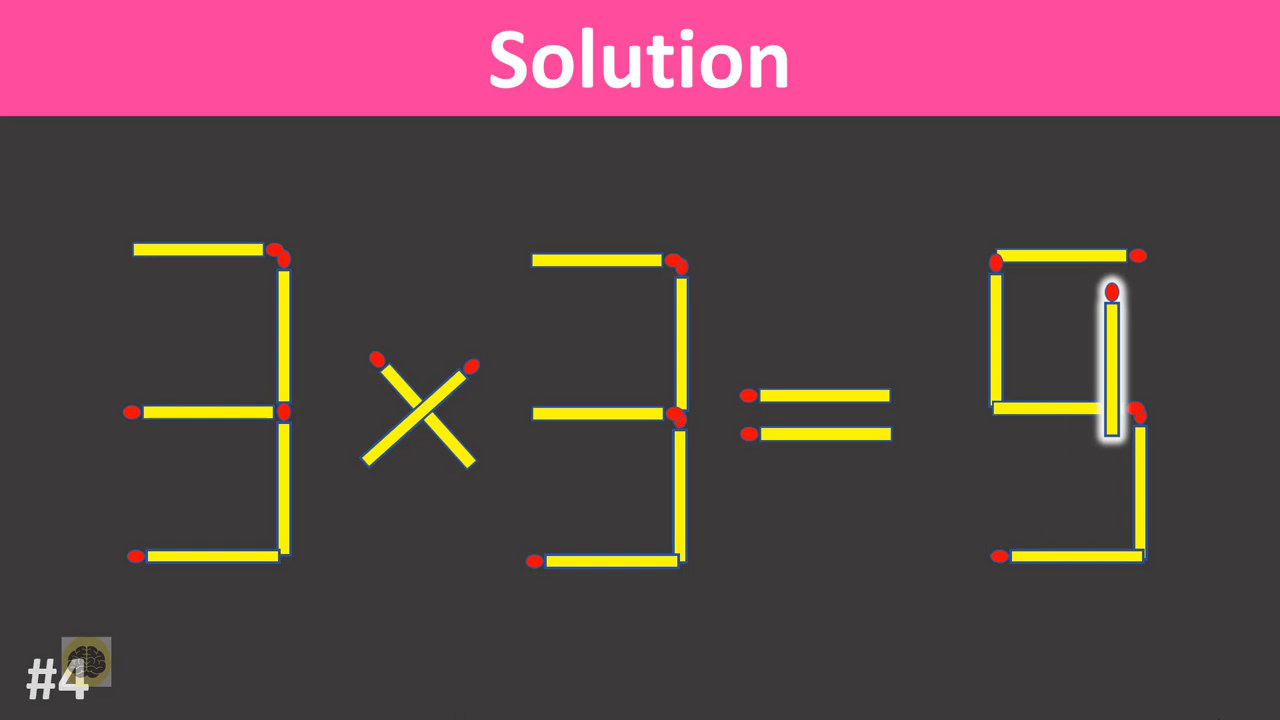 Solution
3 × 3 = 9
#4